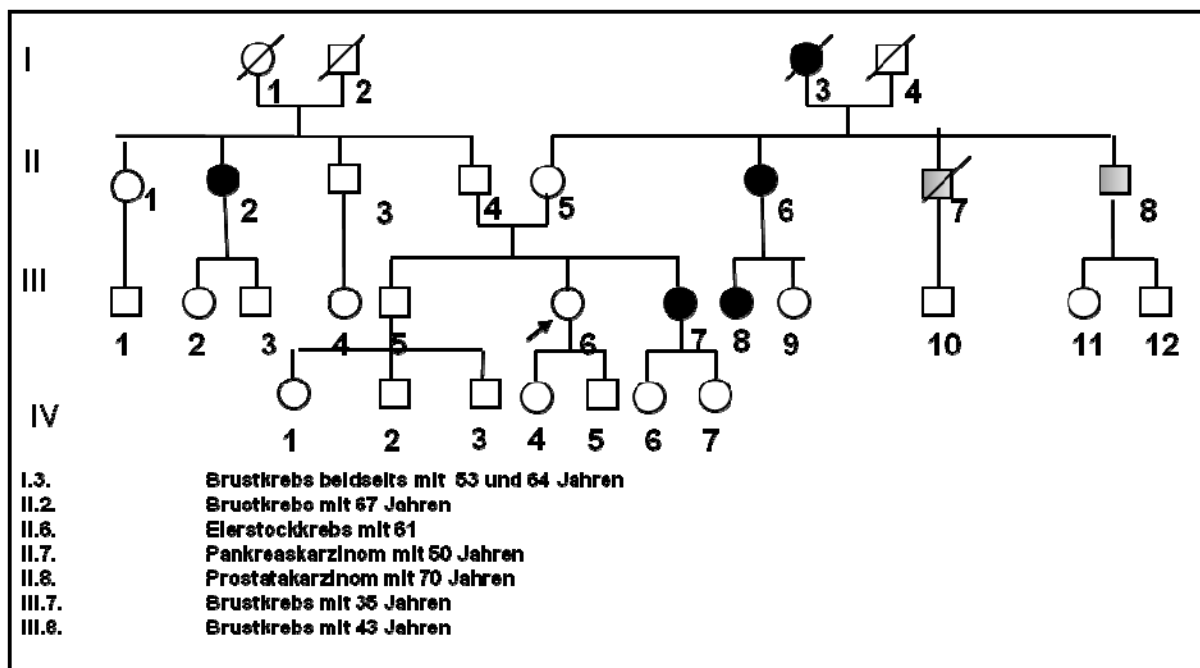 I
1 2 3 4
II
1 2 3 4 5 6 7 8
III
1 2 3 4 5 6 7 8 9 10 11 12
IV
1 2 3 4 5 6 7
I.3. Brustkrebs beidseits mit 53 und 64 Jahren
II.2. Brustkrebs mit 67 Jahren
II.6. Eierstockkrebs mit 61
II.7. Pankreaskarzinom mit 50 Jahren
II.8. Prostatakarzinom mit 70 Jahren
III.7. Brustkrebs mit 35 Jahren
III.8. Brustkrebs mit 43 Jahren